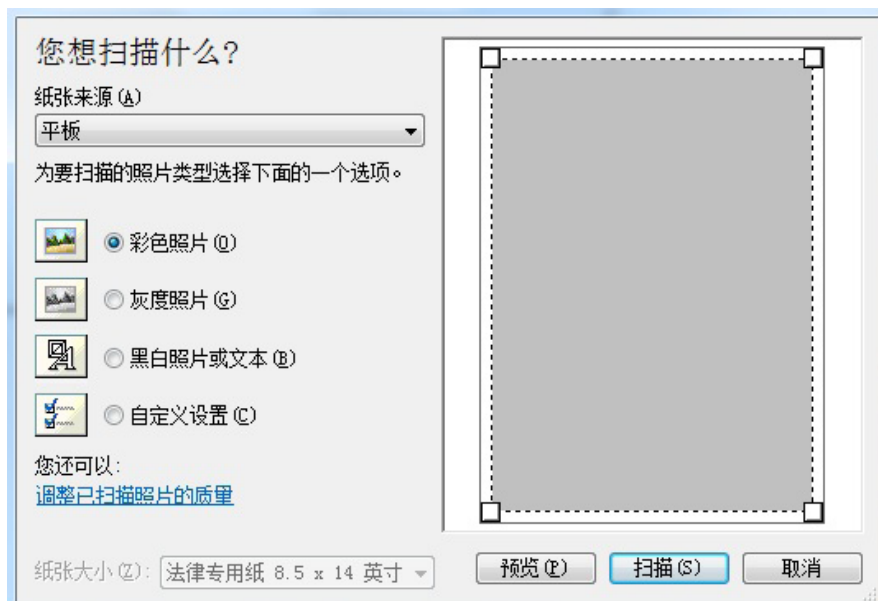 您想扫描什么?
纸张来源(A)
平板
为要扫描的照片类型选择下面的一个选项。
彩色照片(O)
灰度照片(G)
黑白照片或文本(B)
自定义设置(C)
您还可以:
调整已扫描照片的质量
纸张大小(Z): 法律专用纸 8.5 x 14 英寸 预览(P) 扫描(S) 取消